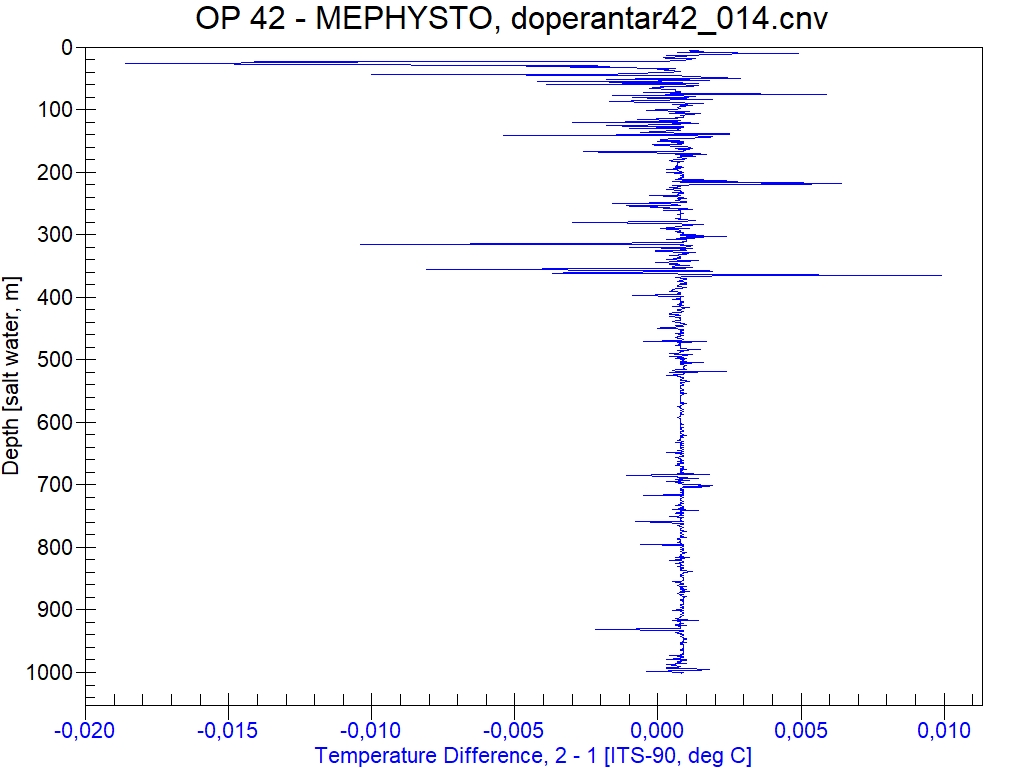 OP 42 - MEPHYSTO, doperantar42_014.cnv
Depth [salt water, m]
0
100
200
300
400
500
600
700
800
900
1000
-0,020 -0,015 -0,010 -0,005 0,000 0,005 0,010
Temperature Difference, 2 - 1 [ITS-90, deg C]